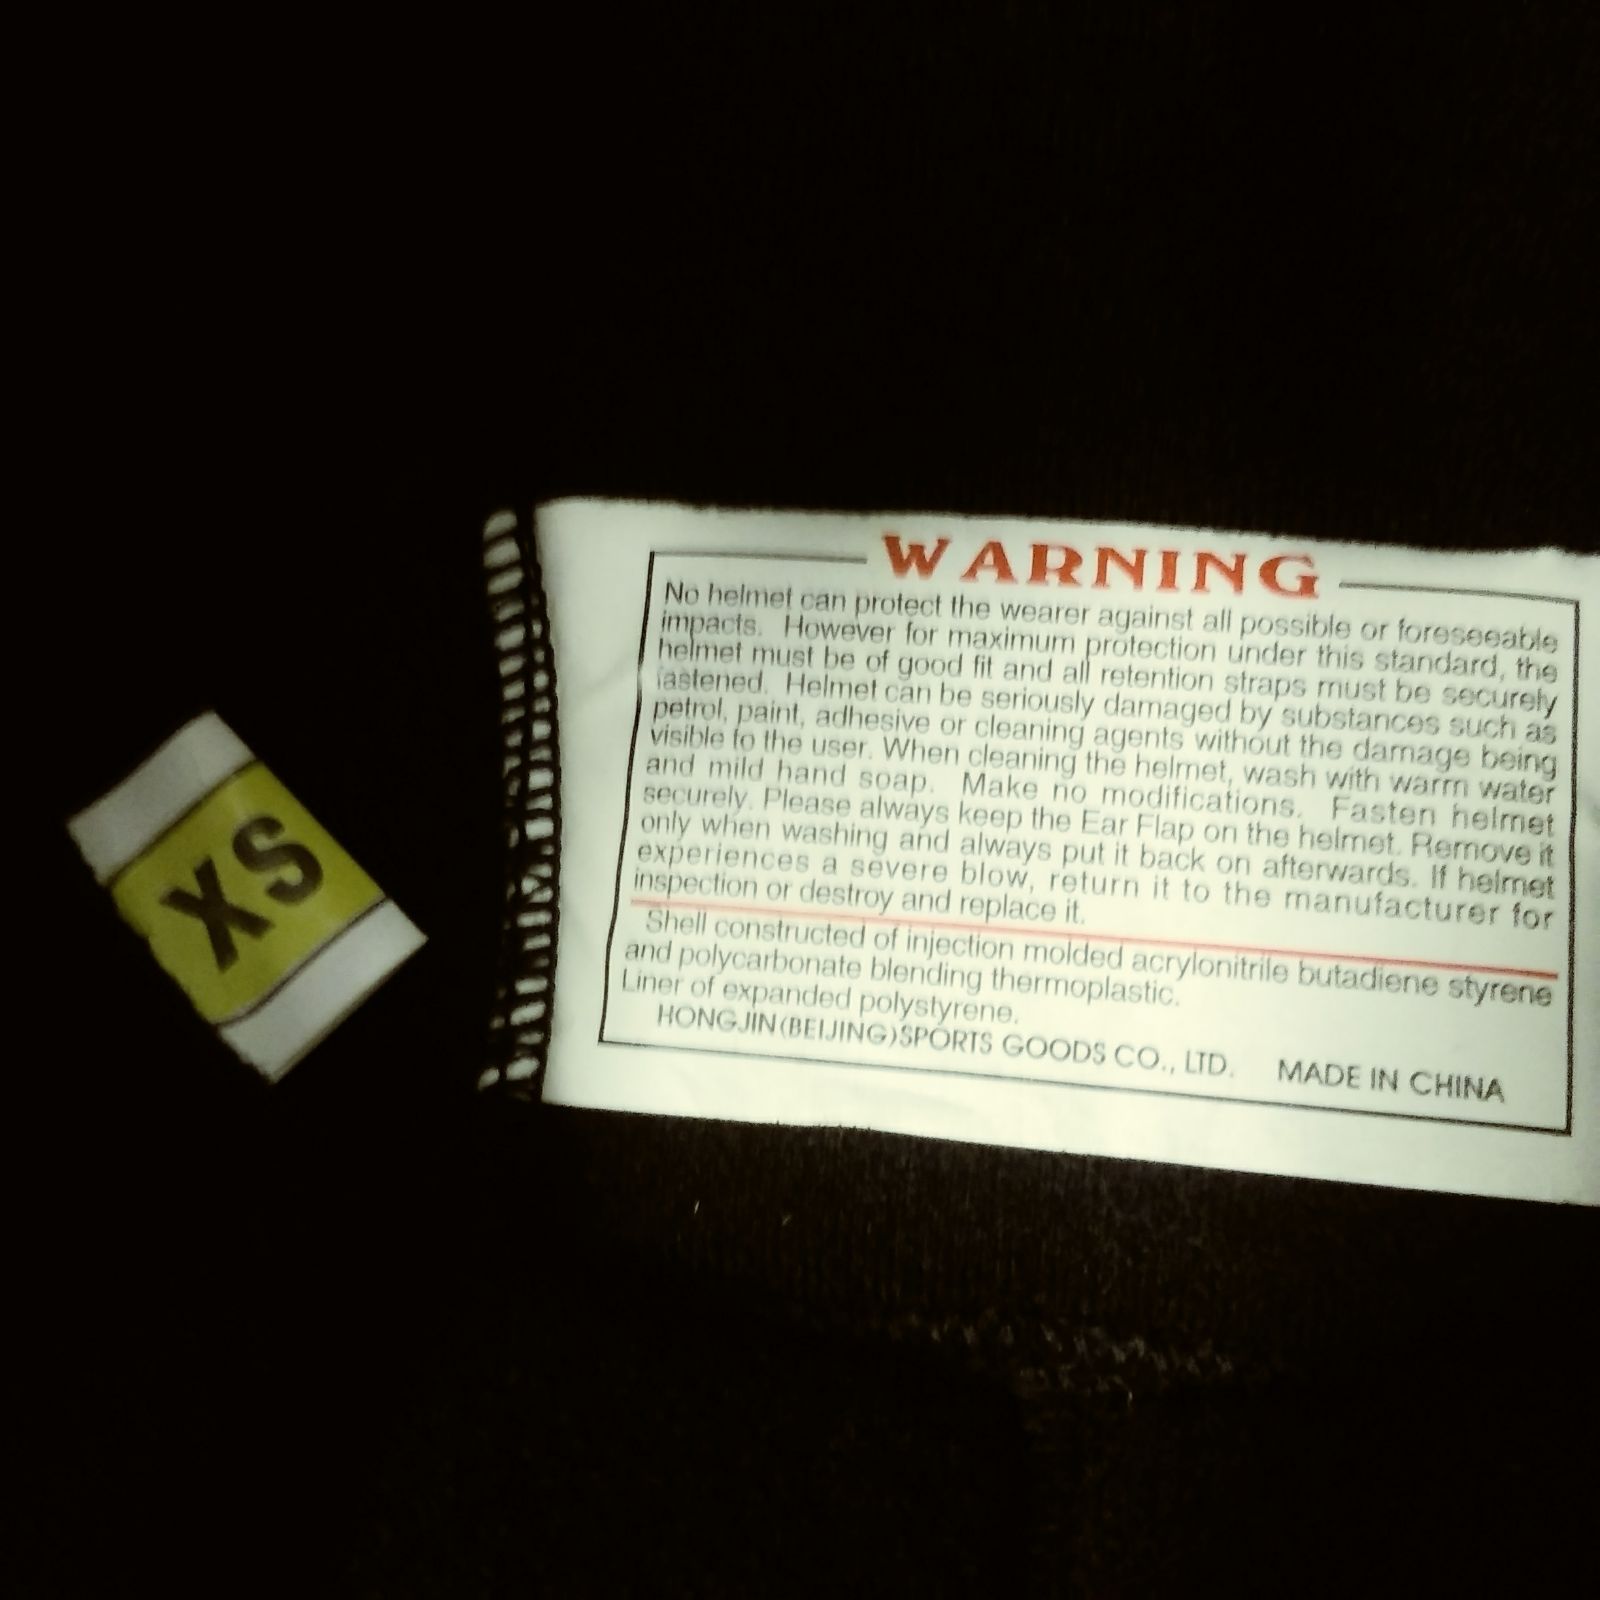 XS
WARNING
No helmet can protect the wearer against all possible or foreseeable
impacts. However for maximum protection under this standard, the
helmet must be of good fit and all retention straps must be securely
fastened. Helmet can be seriously damaged by substances such as
petrol, paint, adhesive or cleaning agents without the damage being
visible to the user. When cleaning the helmet, wash with warm water
and mild hand soap. Make no modifications. Fasten helmet
securely. Please always keep the Ear Flap on the helmet. Remove it
only when washing and always put it back on afterwards. If helmet
experiences a severe blow, return it to the manufacturer for
inspection or destroy and replace it.
Shell constructed of injection molded acrylonitrile butadiene styrene
and polycarbonate blending thermoplastic.
Liner of expanded polystyrene.
HONGJIN(BEIJING)SPORTS GOODS CO., LTD. MADE IN CHINA